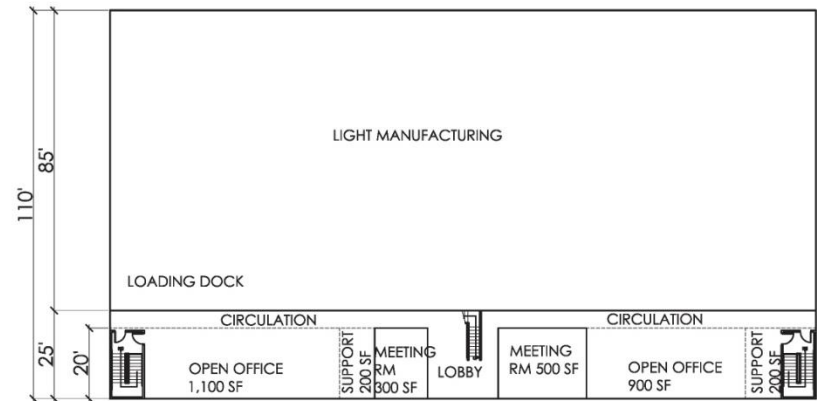 LIGHT MANUFACTURING
110'
85'
LOADING DOCK
CIRCULATION
CIRCULATION
25'
20'
OPEN OFFICE
1,100 SF
SUPPORT
200 SF
MEETING
RM
300 SF
LOBBY
MEETING
RM 500 SF
OPEN OFFICE
900 SF
SUPPORT
200 SF